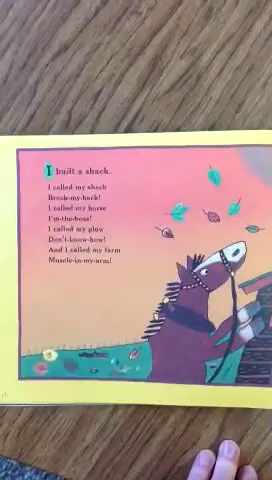 I built a shack.
I called my shack
Break-my-back!
I called my horse
I'm-the-boss!
I called my plow
Don't-know-how!
And I called my farm
Muscle-in-my-arm!